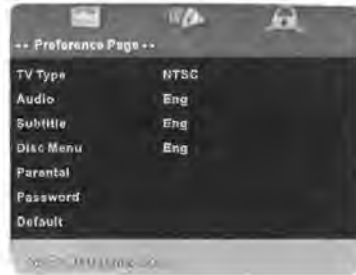 -- Preference Page --
TV Type NTSC
Audio Eng
Subtitle Eng
Disc Menu Eng
Parental
Password
Default